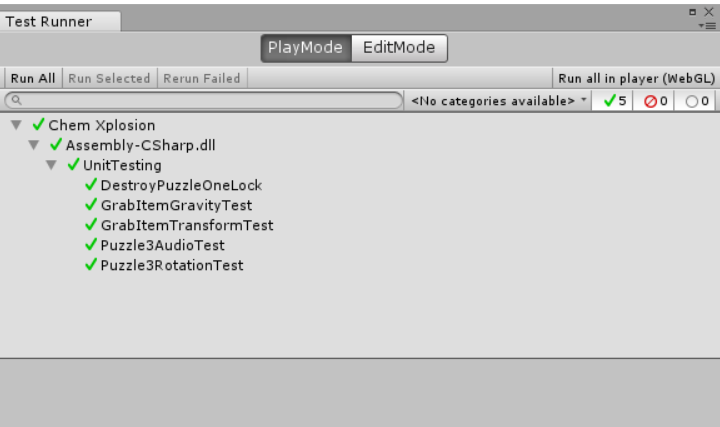 Test Runner
PlayMode EditMode
Run All Run Selected Rerun Failed Run all in player (WebGL)
<No categories available> 5 0 0
Chem Xplosion
Assembly-CSharp.dll
UnitTesting
DestroyPuzzleOneLock
GrabItemGravityTest
GrabItemTransformTest
Puzzle3AudioTest
Puzzle3RotationTest